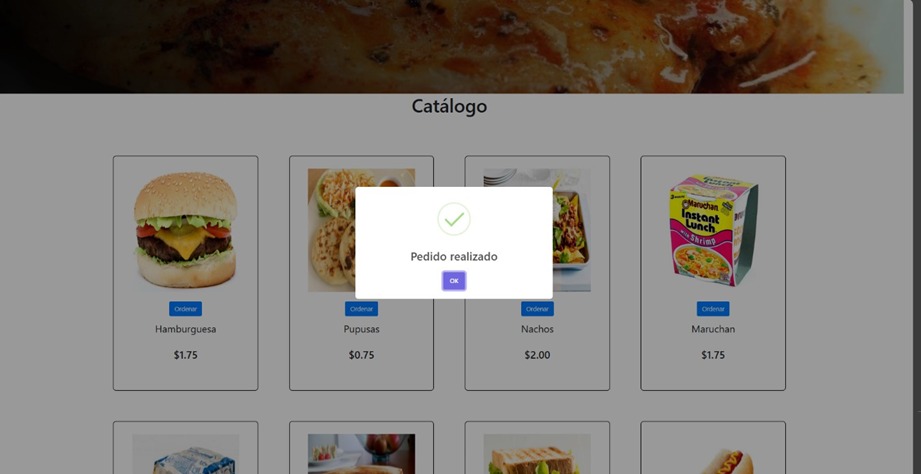 Catálogo
Maruchan
Instant
Lunch
with Shrimp
Pedido realizado
OK
Ordenar
Ordenar
Ordenar
Ordenar
Hamburguesa
Pupusas
Nachos
Maruchan
$1.75
$0.75
$2.00
$1.75